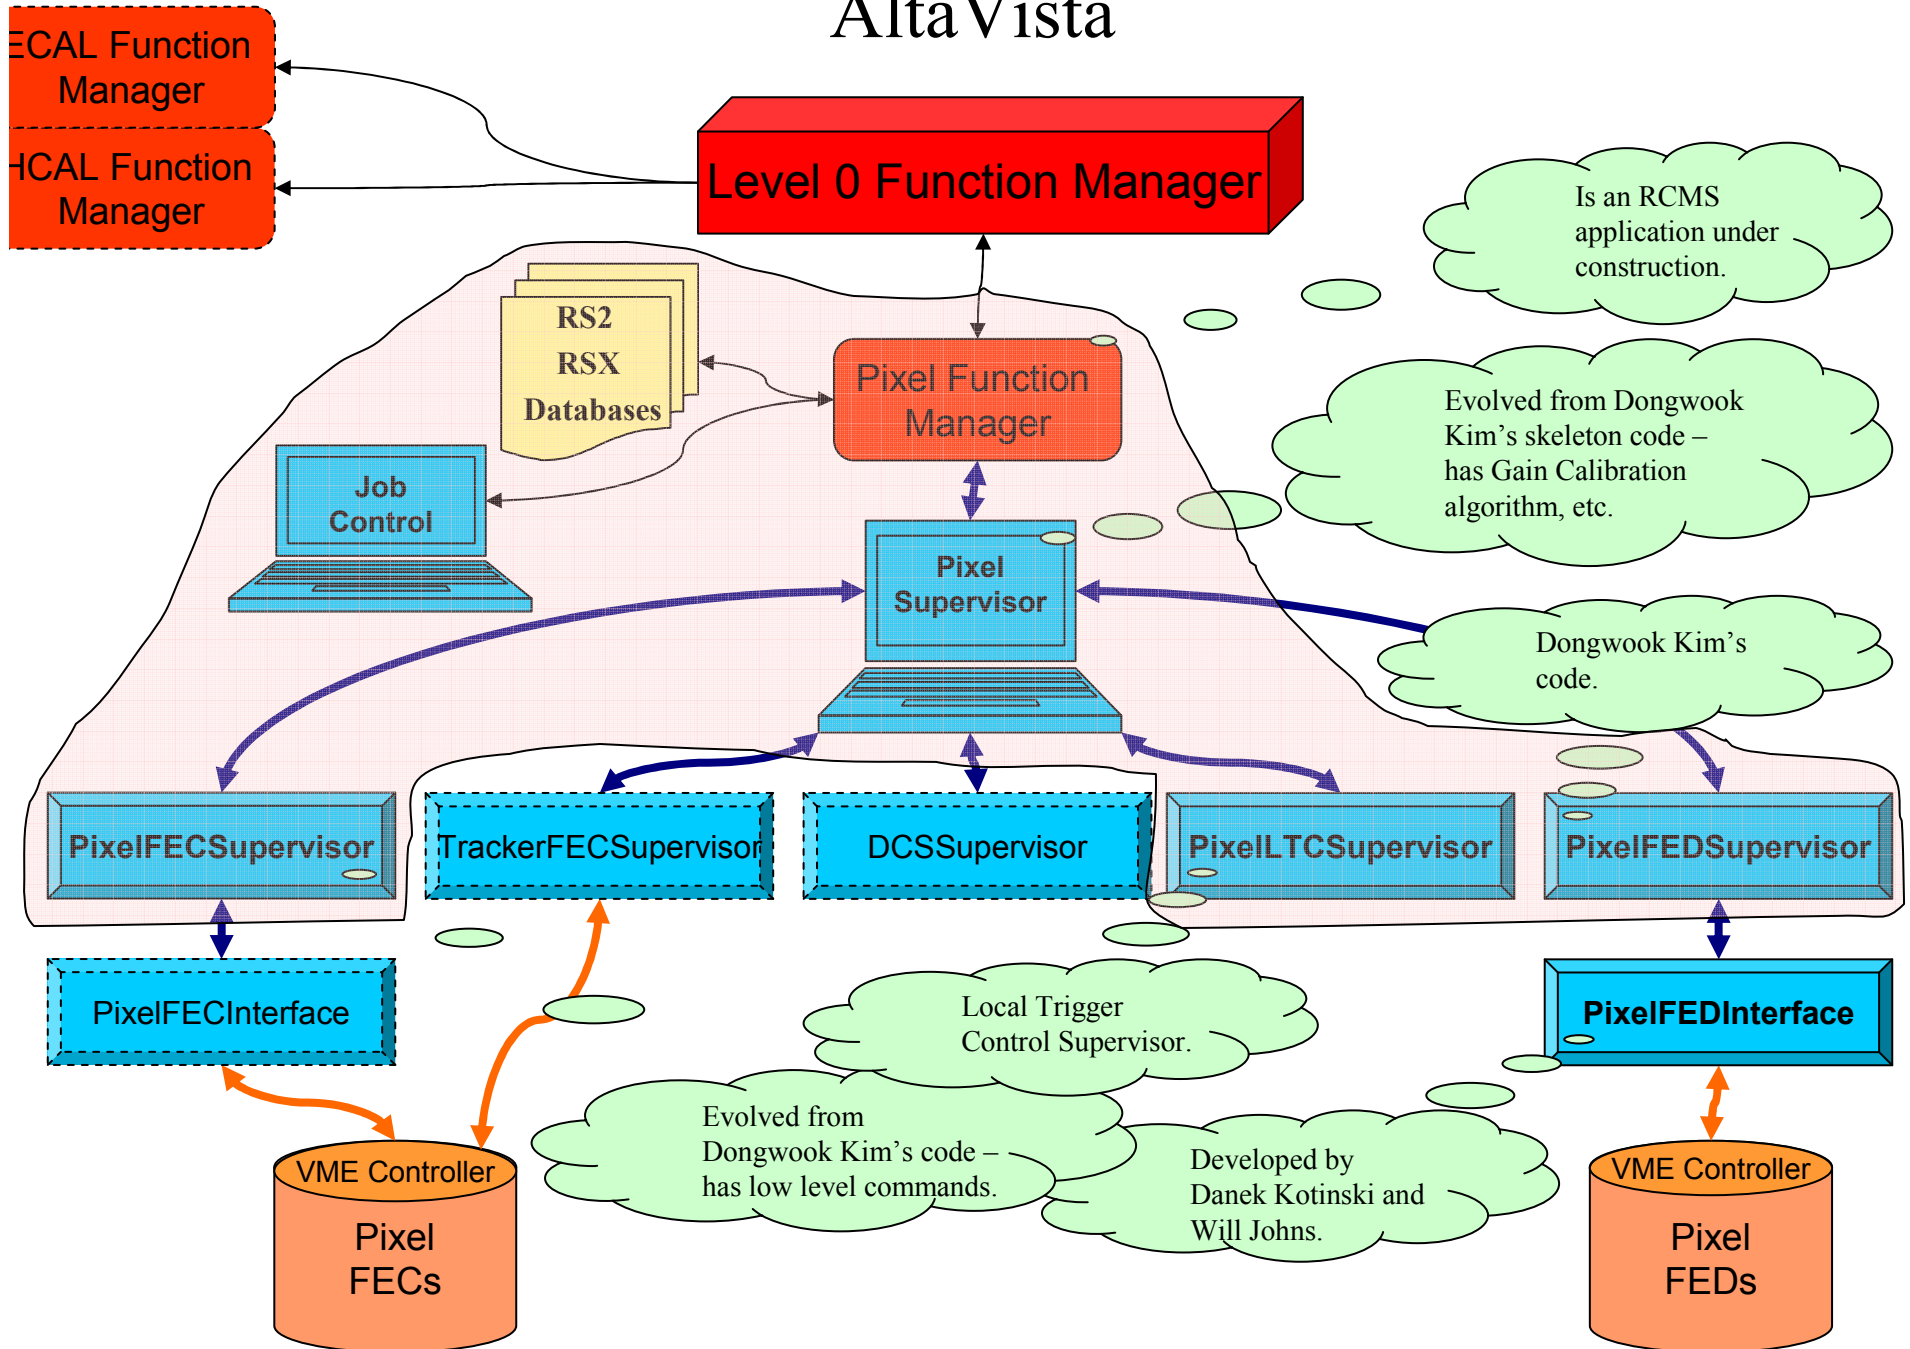 AltaVista
ECAL Function
Manager
HCAL Function
Manager
Level 0 Function Manager
Is an RCMS
application under
construction.
RS2
RSX
Databases
Pixel Function
Manager
Evolved from Dongwook
Kim’s skeleton code –
has Gain Calibration
algorithm, etc.
Job
Control
Pixel
Supervisor
Dongwook Kim’s
code.
PixelFECSupervisor
TrackerFECSupervisor
DCSSupervisor
PixelLTCSupervisor
PixelFEDSupervisor
PixelFECInterface
Local Trigger
Control Supervisor.
PixelFEDInterface
Evolved from
Dongwook Kim’s code –
has low level commands.
Developed by
Danek Kotinski and
Will Johns.
VME Controller
Pixel
FECs
VME Controller
Pixel
FEDs